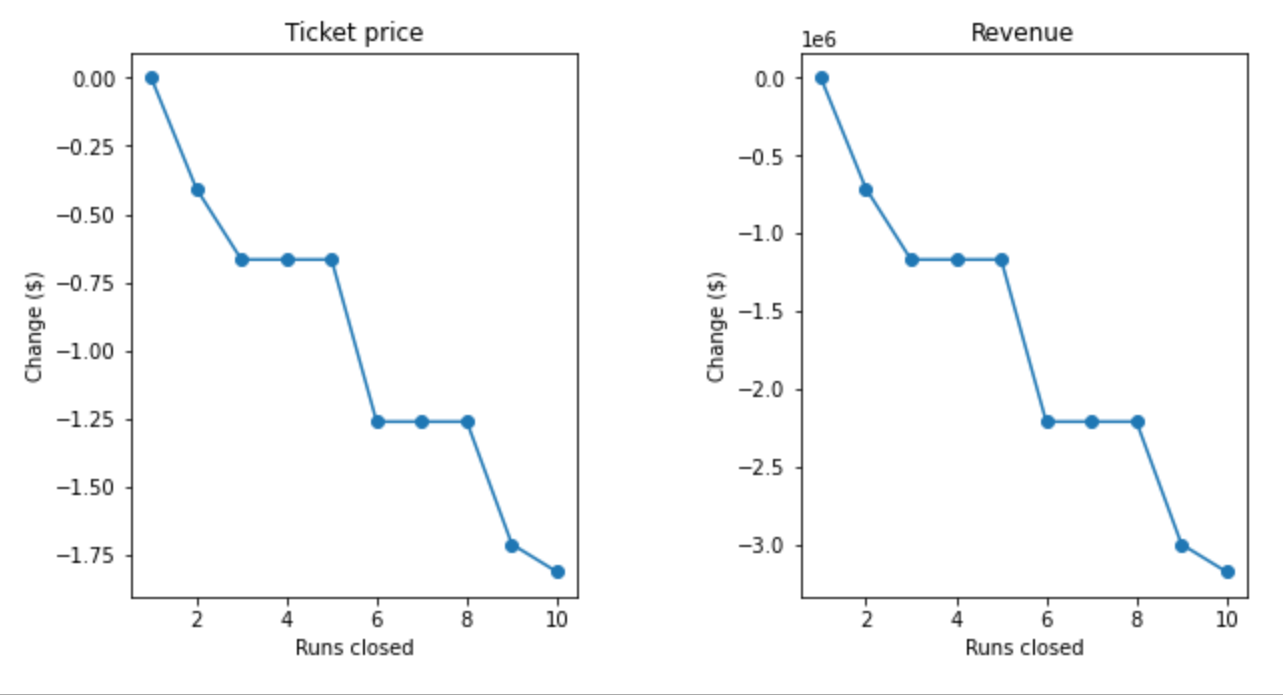 Ticket price
0.00
−0.25
−0.50
−0.75
−1.00
−1.25
−1.50
−1.75
Change ($)
2 4 6 8 10
Runs closed
1e6
Revenue
0.0
−0.5
−1.0
−1.5
−2.0
−2.5
−3.0
Change ($)
2 4 6 8 10
Runs closed